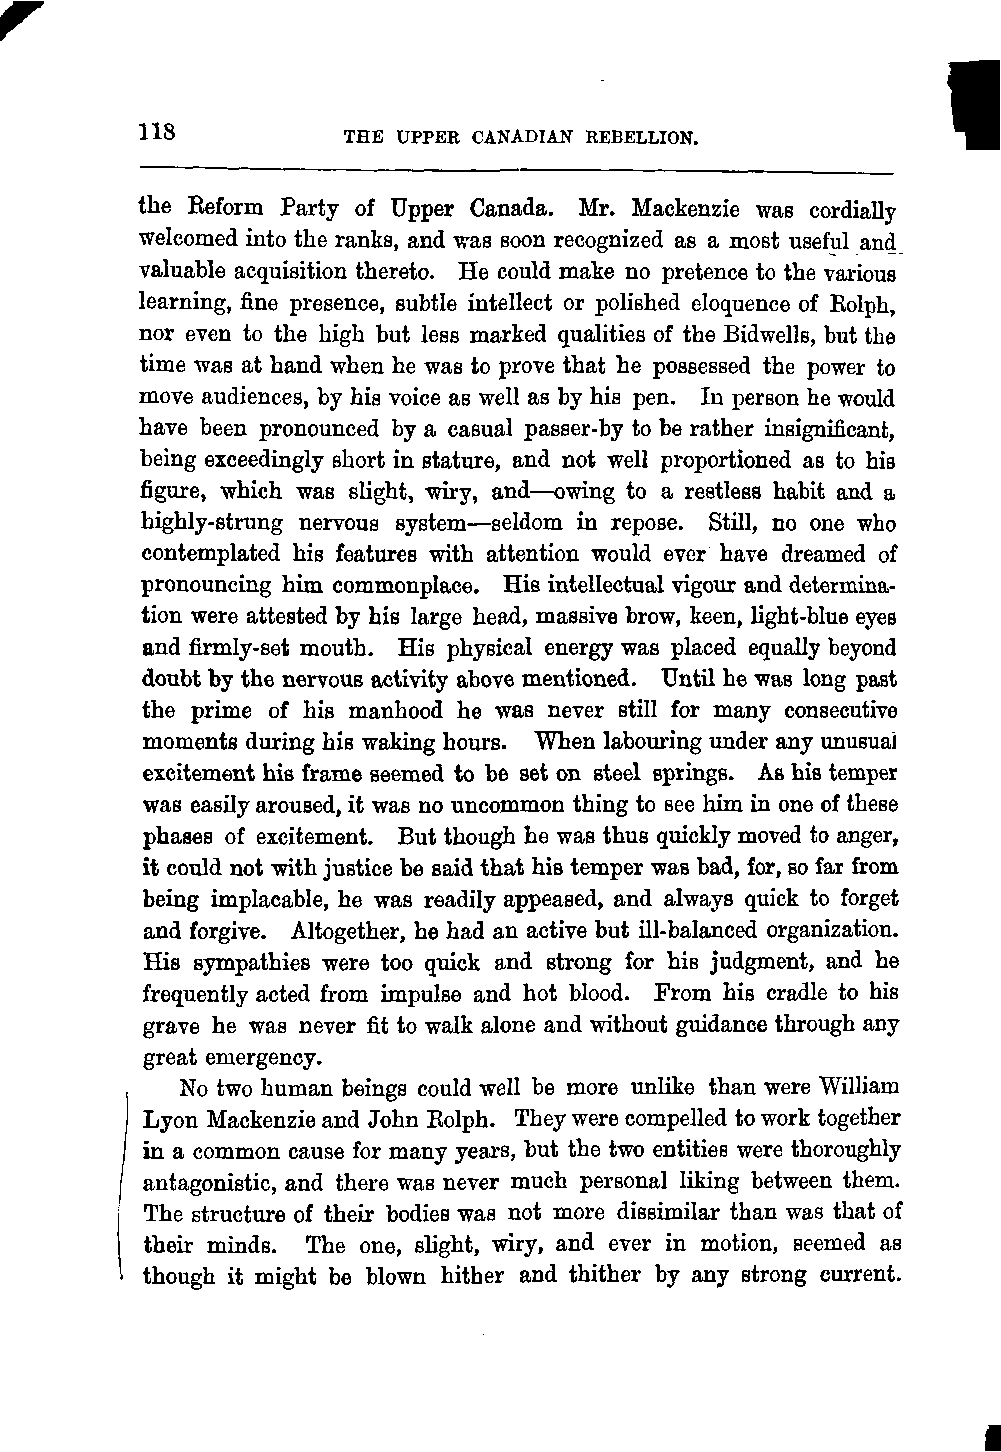 118
THE UPPER CANADIAN REBELLION.
the Reform Party of Upper Canada. Mr. Mackenzie was cordially
welcomed into the ranks, and was soon recognized as a most useful and
valuable acquisition thereto. He could make no pretence to the various
learning, fine presence, subtle intellect or polished eloquence of Rolph,
nor even to the high but less marked qualities of the Bidwells, but the
time was at hand when he was to prove that he possessed the power to
move audiences, by his voice as well as by his pen. In person he would
have been pronounced by a casual passer-by to be rather insignificant,
being exceedingly short in stature, and not well proportioned as to his
figure, which was slight, wiry, and—owing to a restless habit and a
highly-strung nervous system—seldom in repose. Still, no one who
contemplated his features with attention would ever have dreamed of
pronouncing him commonplace. His intellectual vigour and determina-
tion were attested by his large head, massive brow, keen, light-blue eyes
and firmly-set mouth. His physical energy was placed equally beyond
doubt by the nervous activity above mentioned. Until he was long past
the prime of his manhood he was never still for many consecutive
moments during his waking hours. When labouring under any unusual
excitement his frame seemed to be set on steel springs. As his temper
was easily aroused, it was no uncommon thing to see him in one of these
phases of excitement. But though he was thus quickly moved to anger,
it could not with justice be said that his temper was bad, for, so far from
being implacable, he was readily appeased, and always quick to forget
and forgive. Altogether, he had an active but ill-balanced organization.
His sympathies were too quick and strong for his judgment, and he
frequently acted from impulse and hot blood. From his cradle to his
grave he was never fit to walk alone and without guidance through any
great emergency.
No two human beings could well be more unlike than were William
Lyon Mackenzie and John Rolph. They were compelled to work together
in a common cause for many years, but the two entities were thoroughly
antagonistic, and there was never much personal liking between them.
The structure of their bodies was not more dissimilar than was that of
their minds. The one, slight, wiry, and ever in motion, seemed as
though it might be blown hither and thither by any strong current.